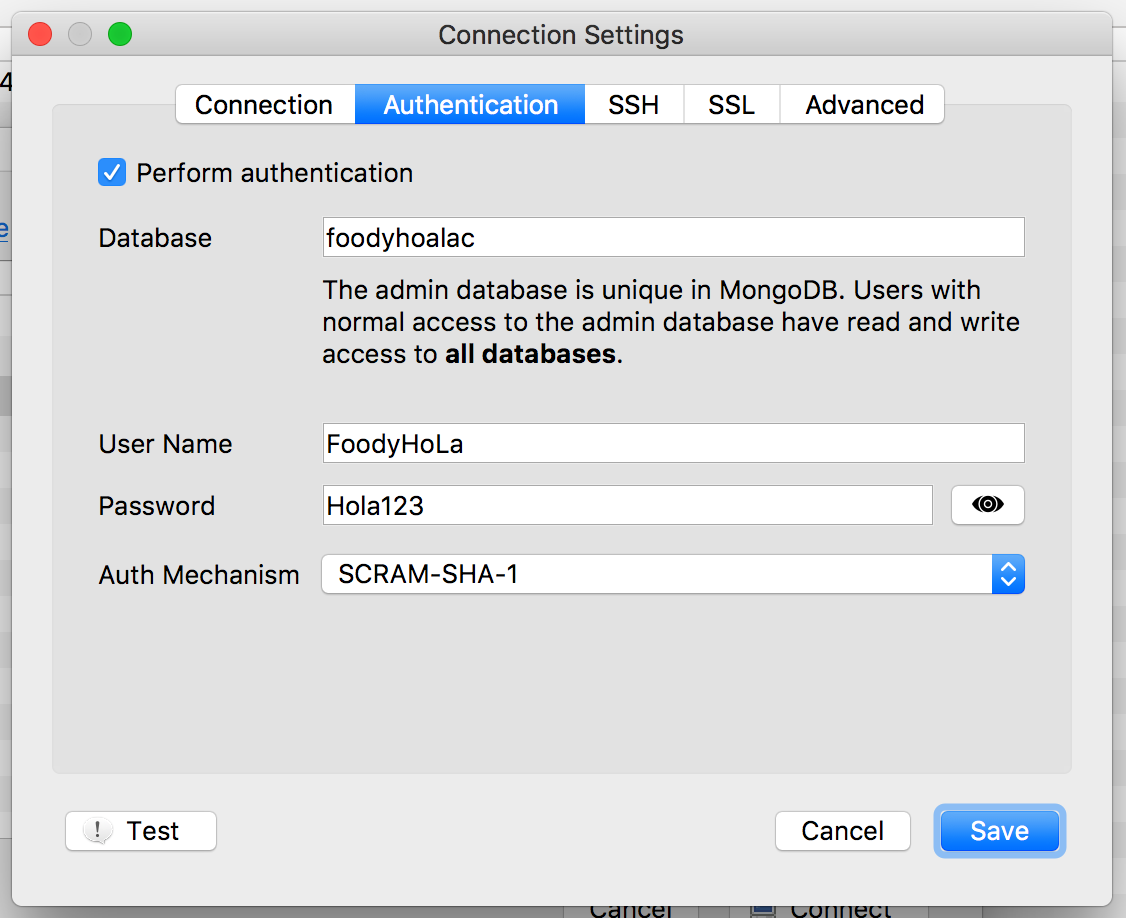 Connection Settings
4
Connection Authentication SSH SSL Advanced
Perform authentication
Database foodyhoalac
e
The admin database is unique in MongoDB. Users with
normal access to the admin database have read and write
access to all databases.
User Name FoodyHoLa
Password Hola123
Auth Mechanism SCRAM-SHA-1
! Test Cancel Save
Cancel Connect